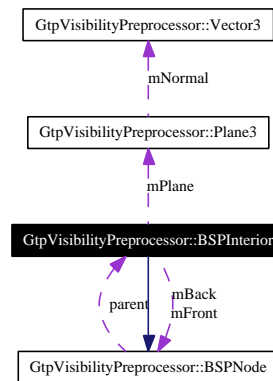 GtpVisibilityPreprocessor::Vector3
mNormal
GtpVisibilityPreprocessor::Plane3
mPlane
GtpVisibilityPreprocessor::BSPInterior
parent
mBack
mFront
GtpVisibilityPreprocessor::BSPNode